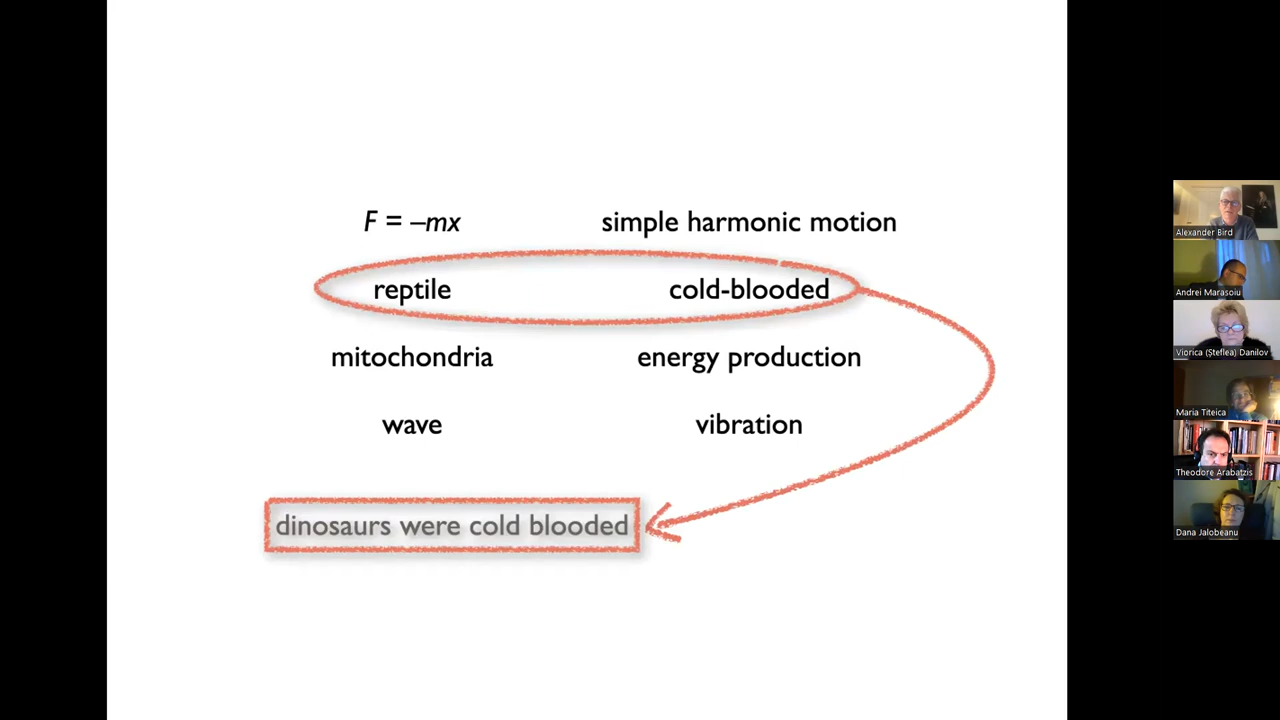 F = –mx simple harmonic motion
reptile cold-blooded
mitochondria energy production
wave vibration
dinosaurs were cold blooded
Alexander Bird
Andrei Marasoiu
Viorica (Șteflea) Danilov
Maria Titeica
Theodore Arabatzis
Dana Jalobeanu